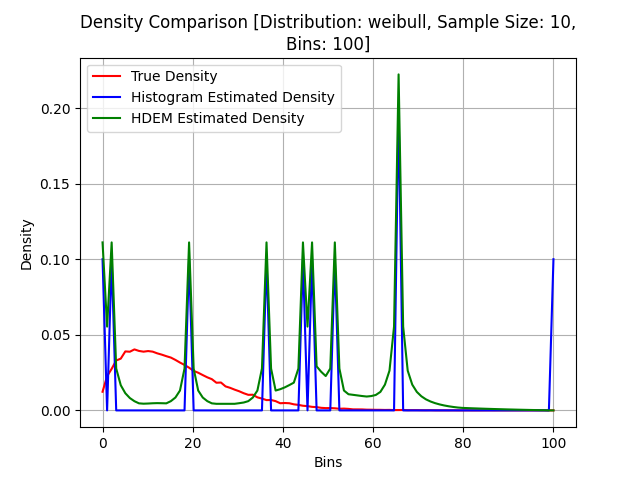 Density Comparison [Distribution: weibull, Sample Size: 10,
Bins: 100]
True Density
Histogram Estimated Density
HDEM Estimated Density
Density
0.20
0.15
0.10
0.05
0.00
0 20 40 60 80 100
Bins